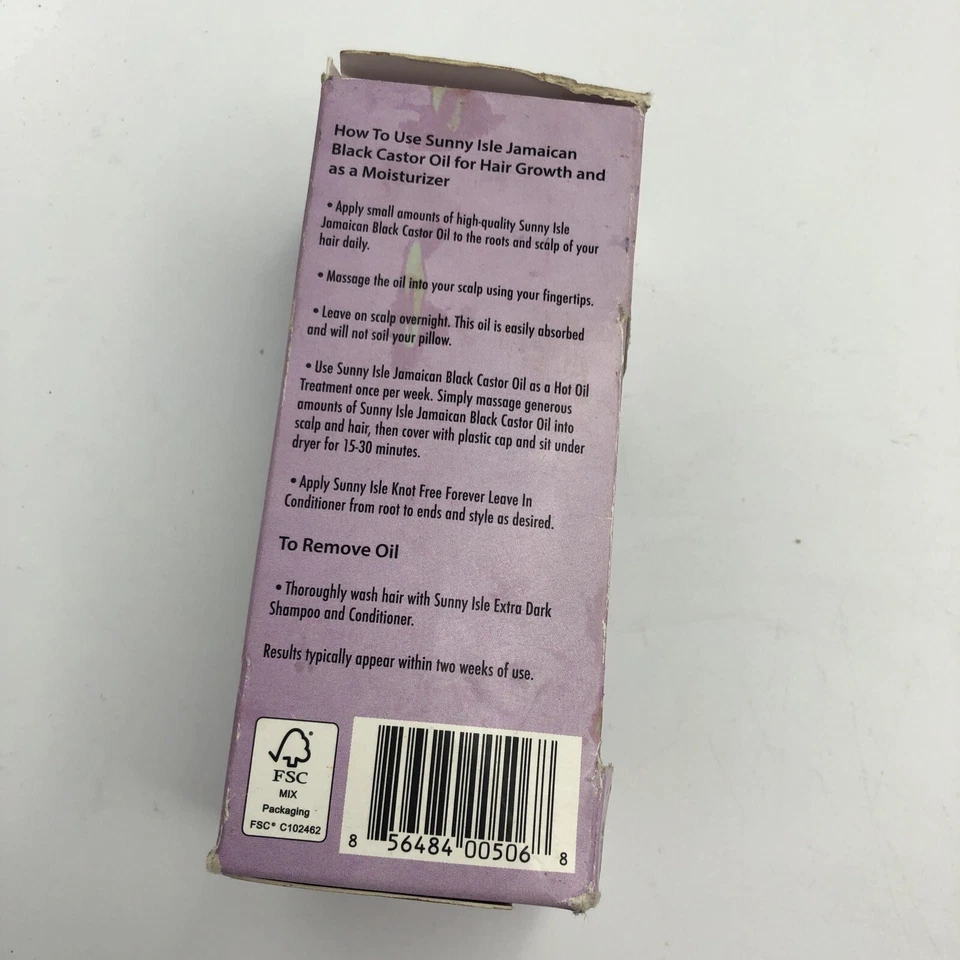 How To Use Sunny Isle Jamaican
Black Castor Oil for Hair Growth and
as a Moisturizer
• Apply small amounts of high-quality Sunny Isle
Jamaican Black Castor Oil to the roots and scalp of your
hair daily.
• Massage the oil into your scalp using your fingertips.
• Leave on scalp overnight. This oil is easily absorbed
and will not soil your pillow.
• Use Sunny Isle Jamaican Black Castor Oil as a Hot Oil
Treatment once per week. Simply massage generous
amounts of Sunny Isle Jamaican Black Castor Oil into
scalp and hair, then cover with plastic cap and sit under
dryer for 15-30 minutes.
• Apply Sunny Isle Knot Free Forever Leave In
Conditioner from root to ends and style as desired.
To Remove Oil
• Thoroughly wash hair with Sunny Isle Extra Dark
Shampoo and Conditioner.
Results typically appear within two weeks of use.
FSC
MIX
Packaging
FSC® C102462
8 56484 00506 8